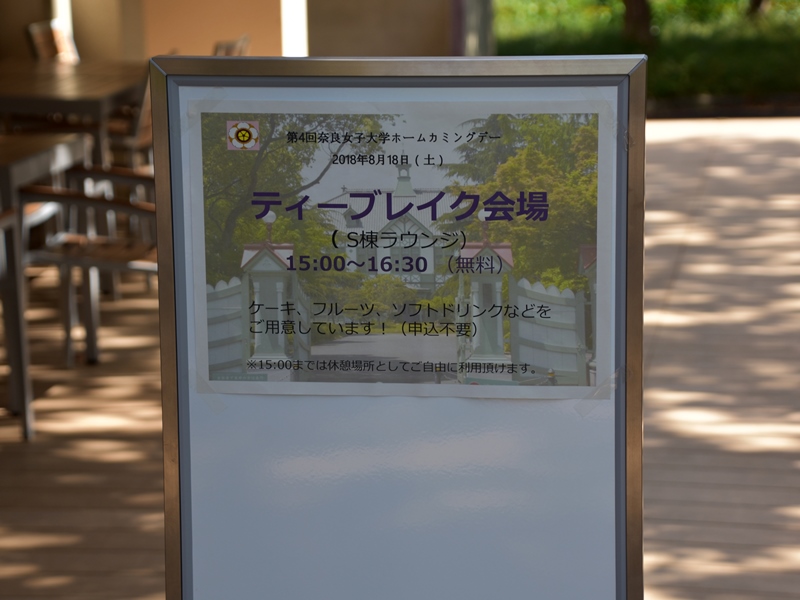 第4回奈良女子大学ホームカミングデー
2018年8月18日(土)
ティーブレイク会場
(S棟ラウンジ)
15:00～16:30 (無料)
ケーキ、フルーツ、ソフトドリンクなどを
ご用意しています！(申込不要)
※15:00までは休憩場所としてご自由に利用頂けます。